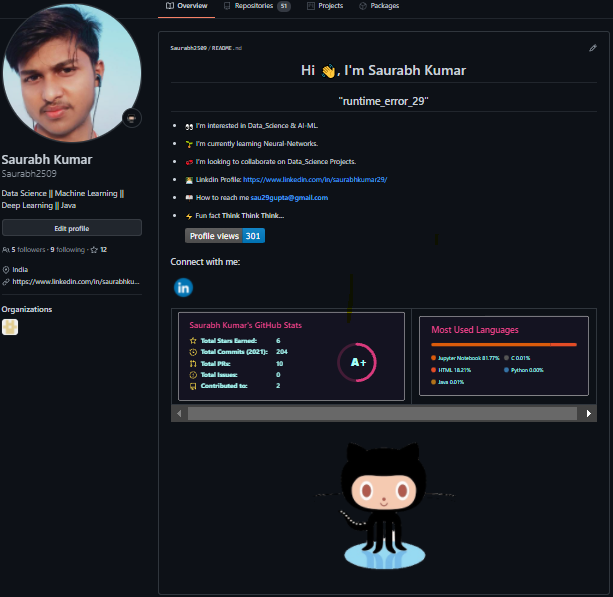 Overview
Repositories 51
Projects
Packages
Saurabh2509 / README.md
Hi 👋, I'm Saurabh Kumar
"runtime_error_29"
👀 I'm interested in Data_Science & AI-ML.
🌱 I'm currently learning Neural-Networks.
I'm looking to collaborate on Data_Science Projects.
Linkdin Profile: https://www.linkedin.com/in/saurabhkumar29/
How to reach me sau29gupta@gmail.com
⚡ Fun fact Think Think Think...
Profile views 301
Connect with me:
in
Saurabh Kumar's GitHub Stats
Total Stars Earned: 6
Total Commits (2021): 204
Total PRs: 10
Total Issues: 0
Contributed to: 2
A+
Most Used Languages
Jupyter Notebook 81.77%
C 0.01%
HTML 18.21%
Python 0.00%
Java 0.01%
Saurabh Kumar
Saurabh2509
Data Science || Machine Learning ||
Deep Learning || Java
Edit profile
5 followers · 9 following · 12
India
https://www.linkedin.com/in/saurabhku...
Organizations